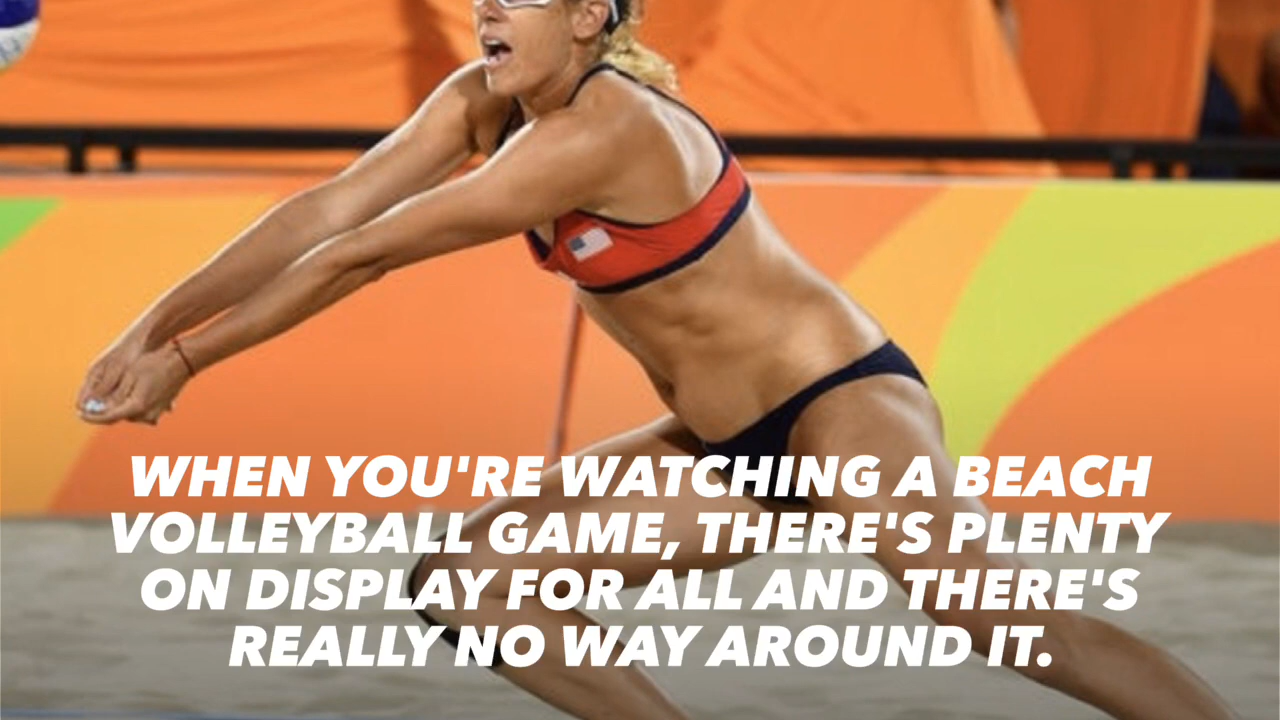 WHEN YOU'RE WATCHING A BEACH
VOLLEYBALL GAME, THERE'S PLENTY
ON DISPLAY FOR ALL AND THERE'S
REALLY NO WAY AROUND IT.